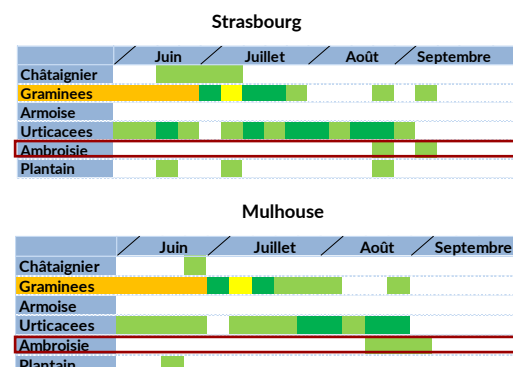 Strasbourg
Juin Juillet Août Septembre
Châtaignier
Graminees
Armoise
Urticacees
Ambroisie
Plantain
Mulhouse
Juin Juillet Août Septembre
Châtaignier
Graminees
Armoise
Urticacees
Ambroisie
Plantain